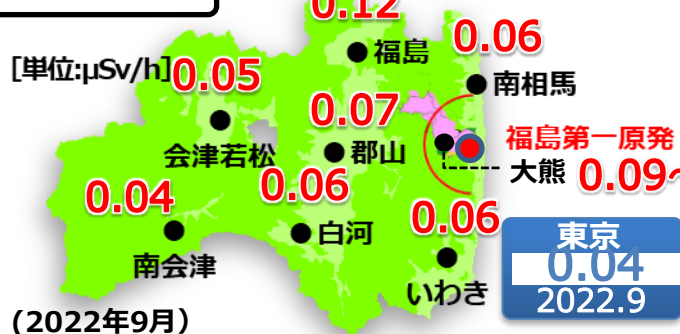 0.12
福島
0.06
[単位:μSv/h]
0.05
南相馬
0.07
会津若松
郡山
福島第一原発
大熊
0.09~
0.04
0.06
白河
0.06
南会津
いわき
東京
0.04
2022.9
(2022年9月)